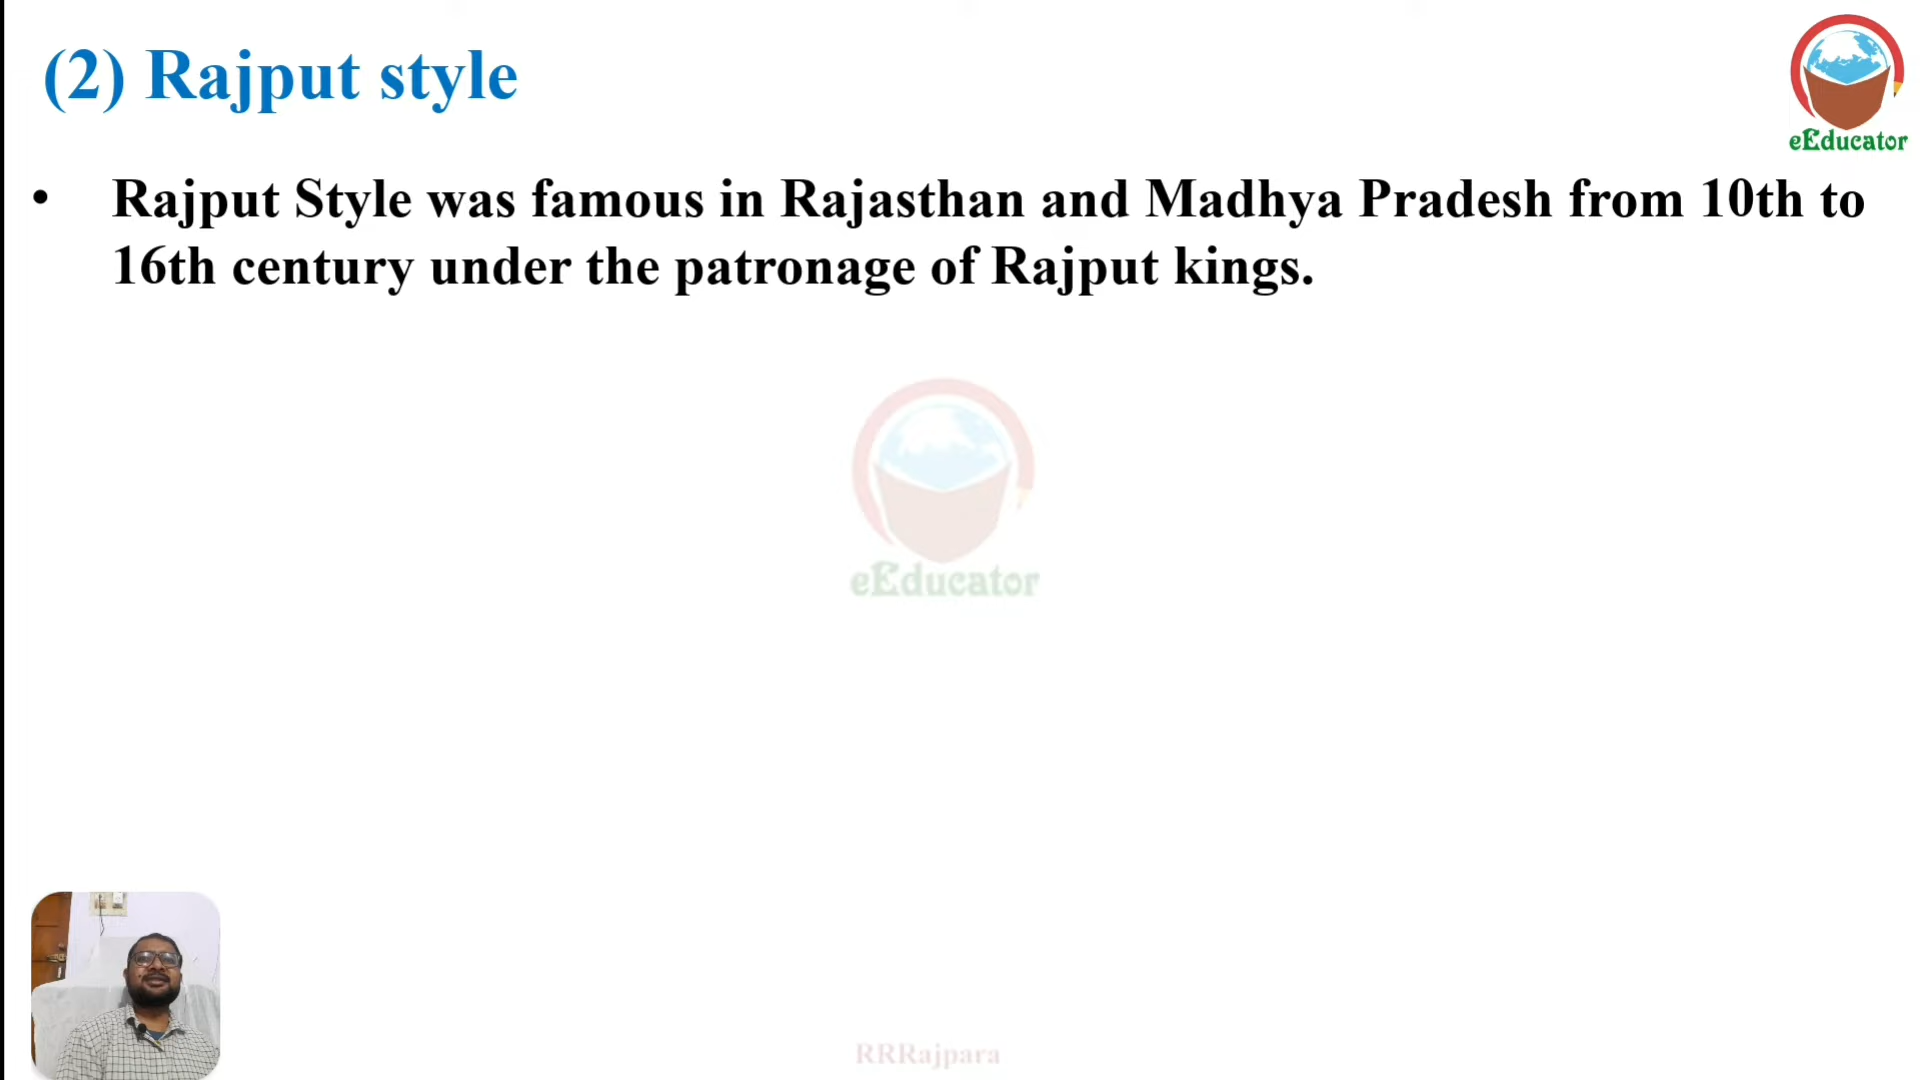 (2) Rajput style
eEducator
• Rajput Style was famous in Rajasthan and Madhya Pradesh from 10th to
16th century under the patronage of Rajput kings.
eEducator
RRRajpara